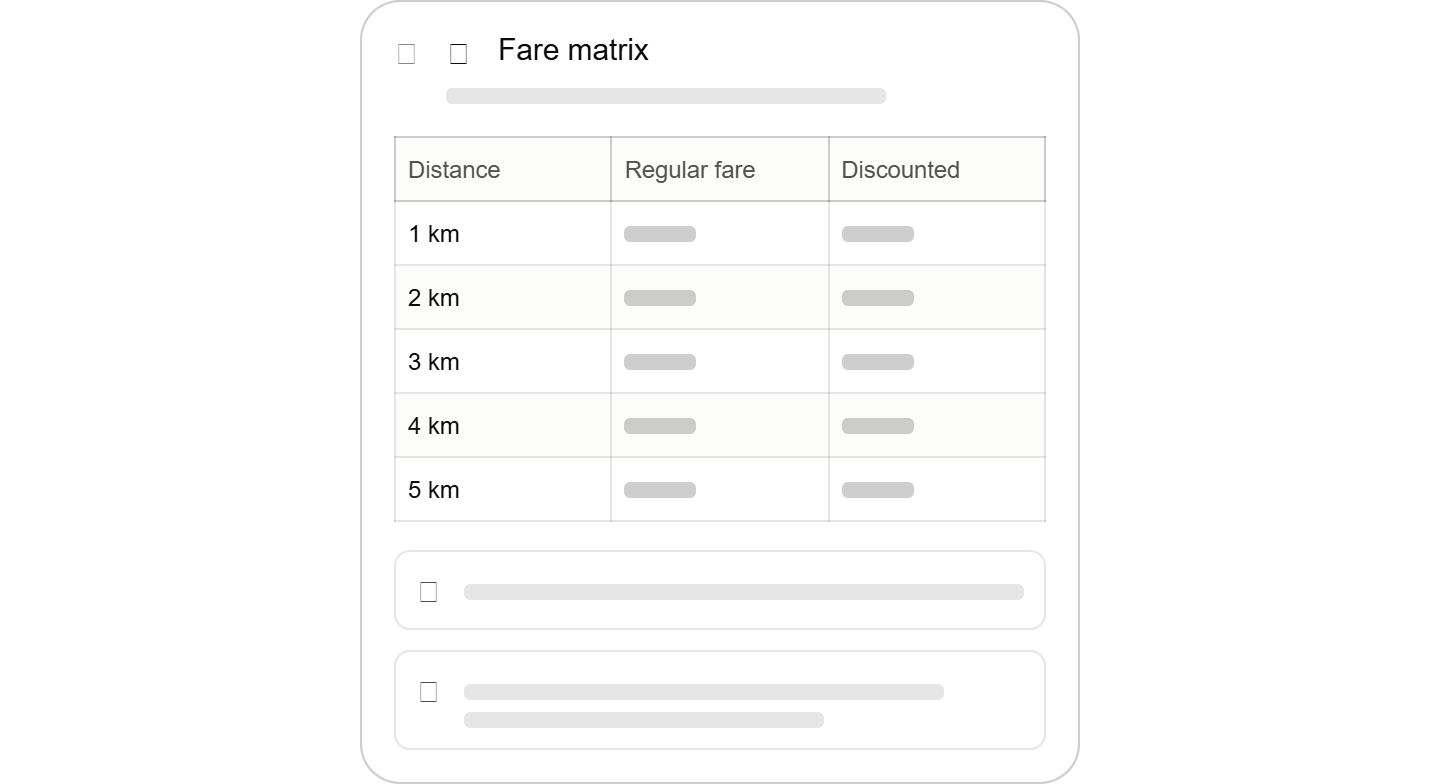 Fare matrix
Distance Regular fare Discounted
1 km
2 km
3 km
4 km
5 km